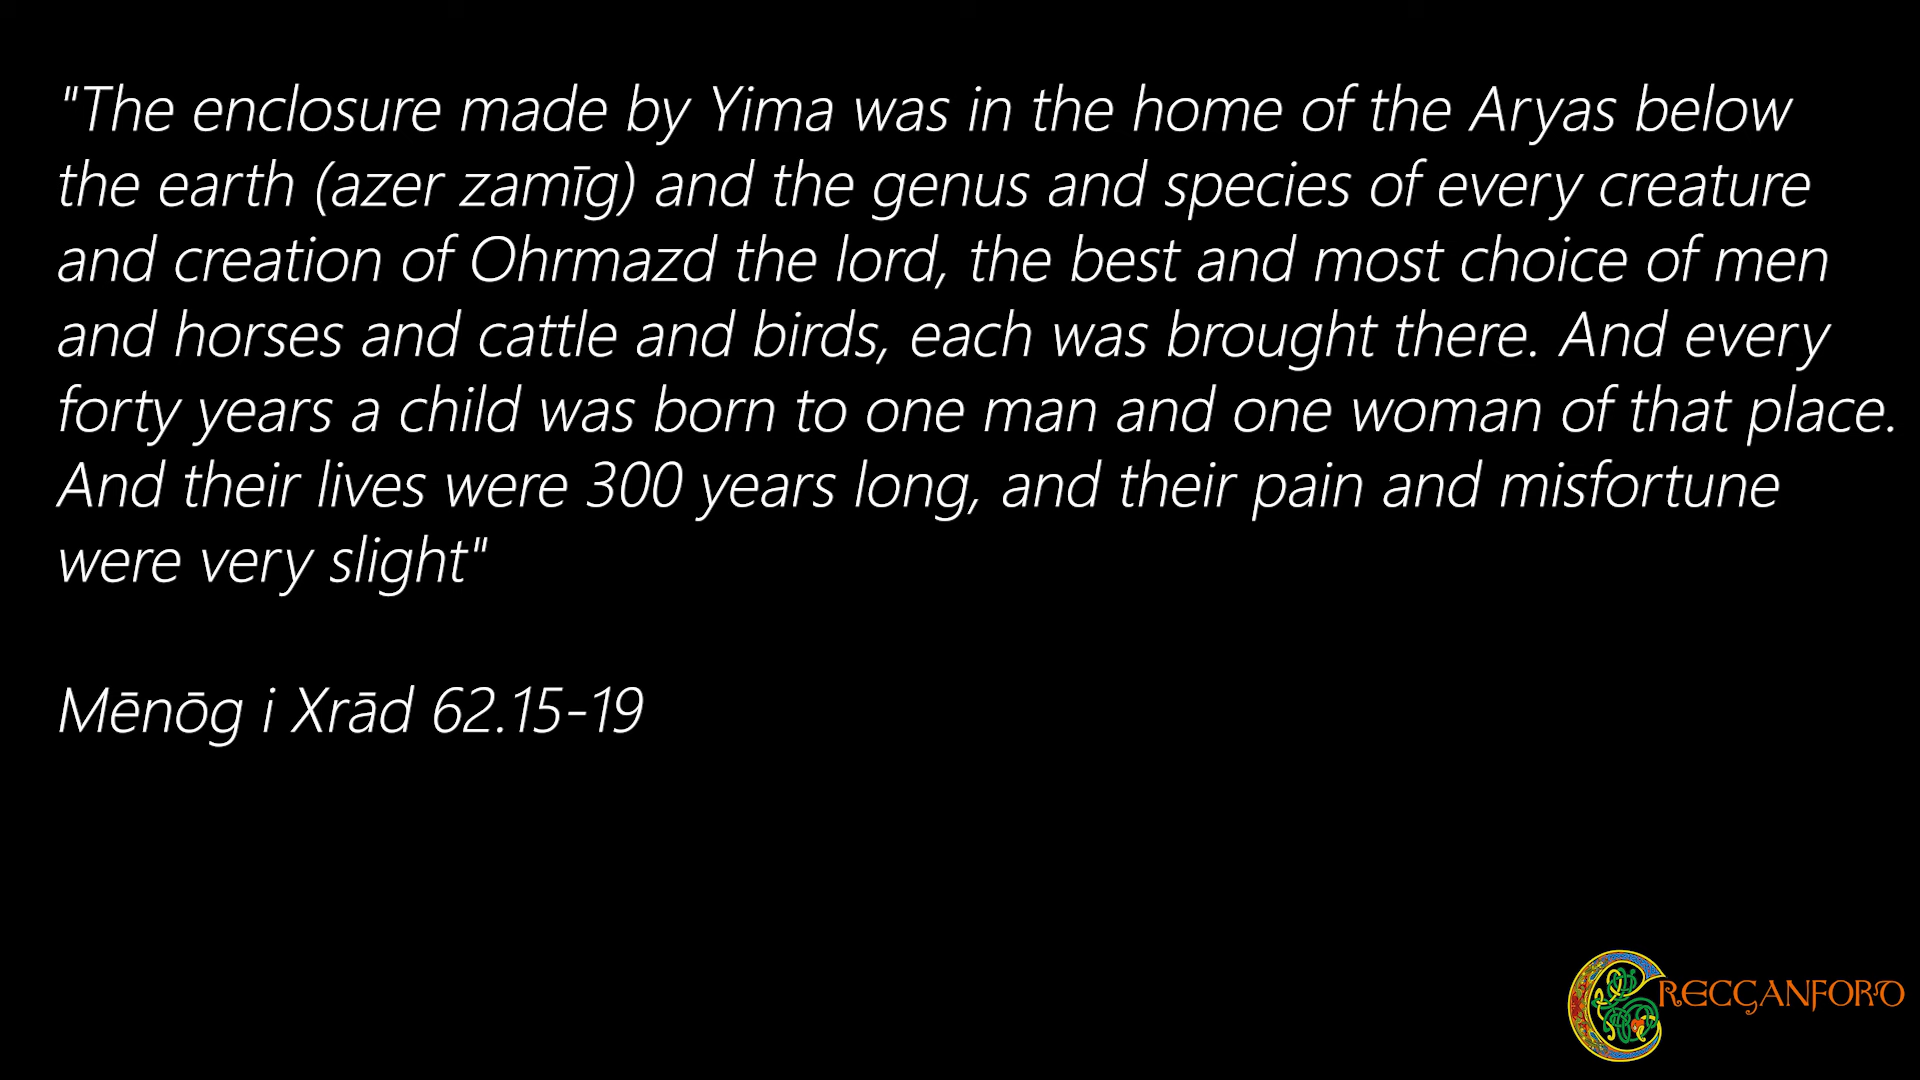 "The enclosure made by Yima was in the home of the Aryas below
the earth (azer zamīg) and the genus and species of every creature
and creation of Ohrmazd the lord, the best and most choice of men
and horses and cattle and birds, each was brought there. And every
forty years a child was born to one man and one woman of that place.
And their lives were 300 years long, and their pain and misfortune
were very slight"
Mēnōg i Xrād 62.15-19
CRECGANFORD